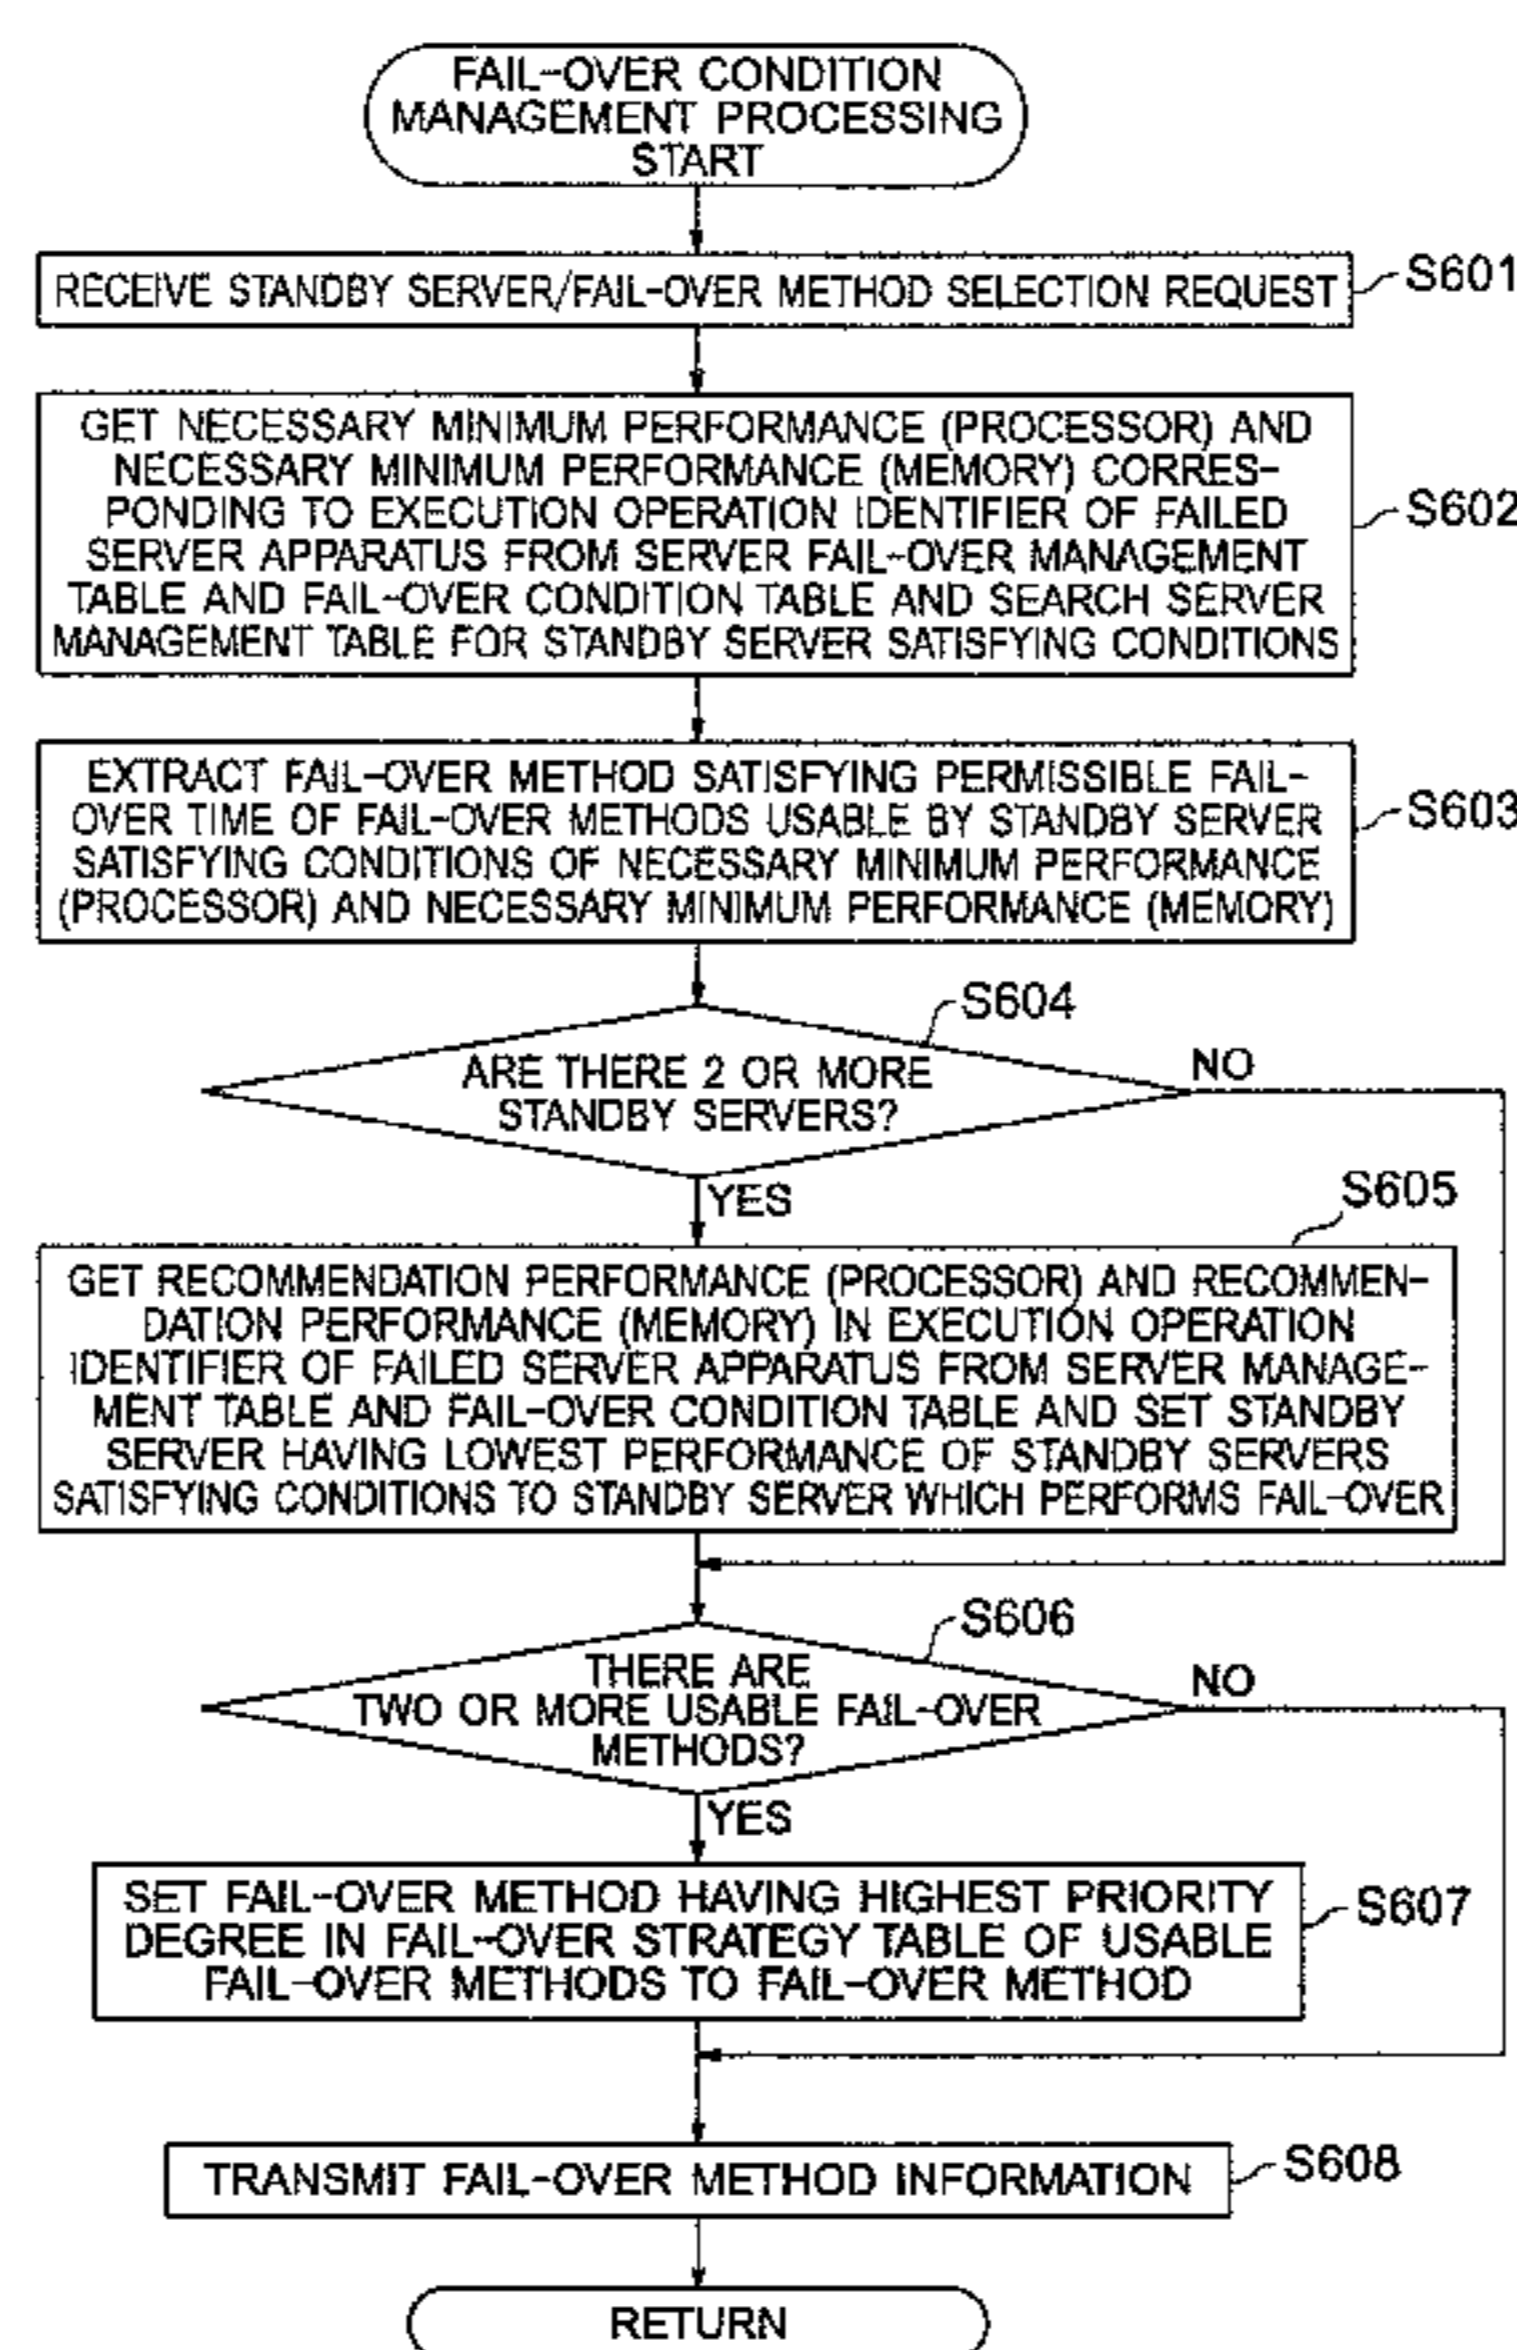 FAIL-OVER CONDITION
MANAGEMENT PROCESSING
START
RECEIVE STANDBY SERVER/FAIL-OVER METHOD SELECTION REQUEST
S601
GET NECESSARY MINIMUM PERFORMANCE (PROCESSOR) AND
NECESSARY MINIMUM PERFORMANCE (MEMORY) CORRES-
PONDING TO EXECUTION OPERATION IDENTIFIER OF FAILED
SERVER APPARATUS FROM SERVER FAIL-OVER MANAGEMENT
TABLE AND FAIL-OVER CONDITION TABLE AND SEARCH SERVER
MANAGEMENT TABLE FOR STANDBY SERVER SATISFYING CONDITIONS
S602
EXTRACT FAIL-OVER METHOD SATISFYING PERMISSIBLE FAIL-
OVER TIME OF FAIL-OVER METHODS USABLE BY STANDBY SERVER
SATISFYING CONDITIONS OF NECESSARY MINIMUM PERFORMANCE
(PROCESSOR) AND NECESSARY MINIMUM PERFORMANCE (MEMORY)
S603
S604
ARE THERE 2 OR MORE
STANDBY SERVERS?
NO
YES
S605
GET RECOMMENDATION PERFORMANCE (PROCESSOR) AND RECOMMEN-
DATION PERFORMANCE (MEMORY) IN EXECUTION OPERATION
IDENTIFIER OF FAILED SERVER APPARATUS FROM SERVER MANAGE-
MENT TABLE AND FAIL-OVER CONDITION TABLE AND SET STANDBY
SERVER HAVING LOWEST PERFORMANCE OF STANDBY SERVERS
SATISFYING CONDITIONS TO STANDBY SERVER WHICH PERFORMS FAIL-OVER
S606
THERE ARE
TWO OR MORE USABLE FAIL-OVER
METHODS?
NO
YES
SET FAIL-OVER METHOD HAVING HIGHEST PRIORITY
DEGREE IN FAIL-OVER STRATEGY TABLE OF USABLE
FAIL-OVER METHODS TO FAIL-OVER METHOD
S607
TRANSMIT FAIL-OVER METHOD INFORMATION
S608
RETURN